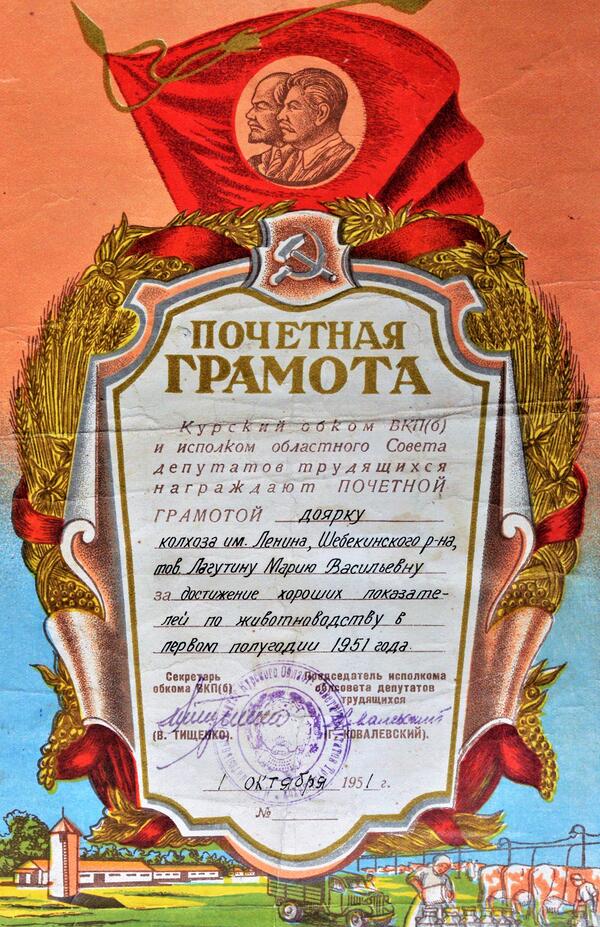 ПОЧЕТНАЯ
ГРАМОТА
Курский обком ВКП(б)
и исполком областного Совета
депутатов трудящихся
награждают ПОЧЕТНОЙ
ГРАМОТОЙ доярку
колхоза им. Ленина, Шебекинского р-на,
тов. Лагутину Марию Васильевну
за достижение хороших показате-
лей по животноводству в
первом полугодии 1951 года.
Секретарь
обкома ВКП(б)
(В. ТИЩЕНКО).
Председатель исполкома
облсовета депутатов
трудящихся
(Г. КОВАЛЕВСКИЙ).
1 октября 1951 г.
№